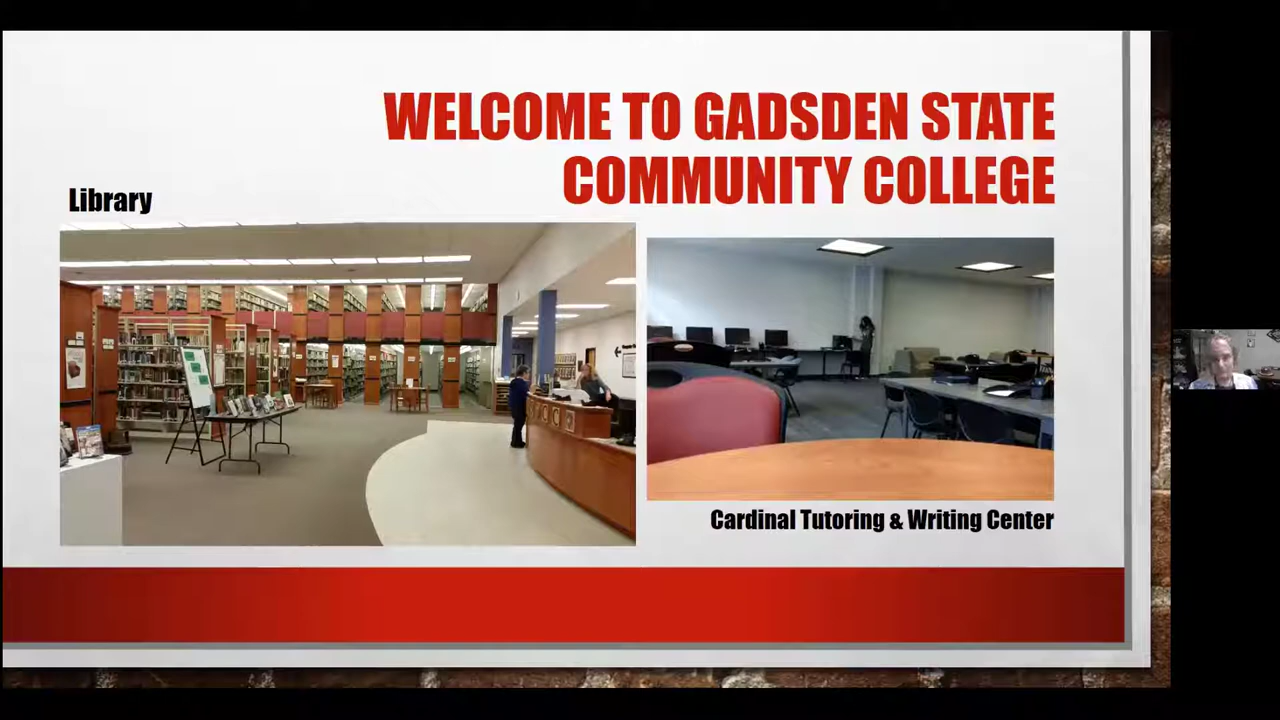 WELCOME TO GADSDEN STATE
COMMUNITY COLLEGE
Library
Cardinal Tutoring & Writing Center